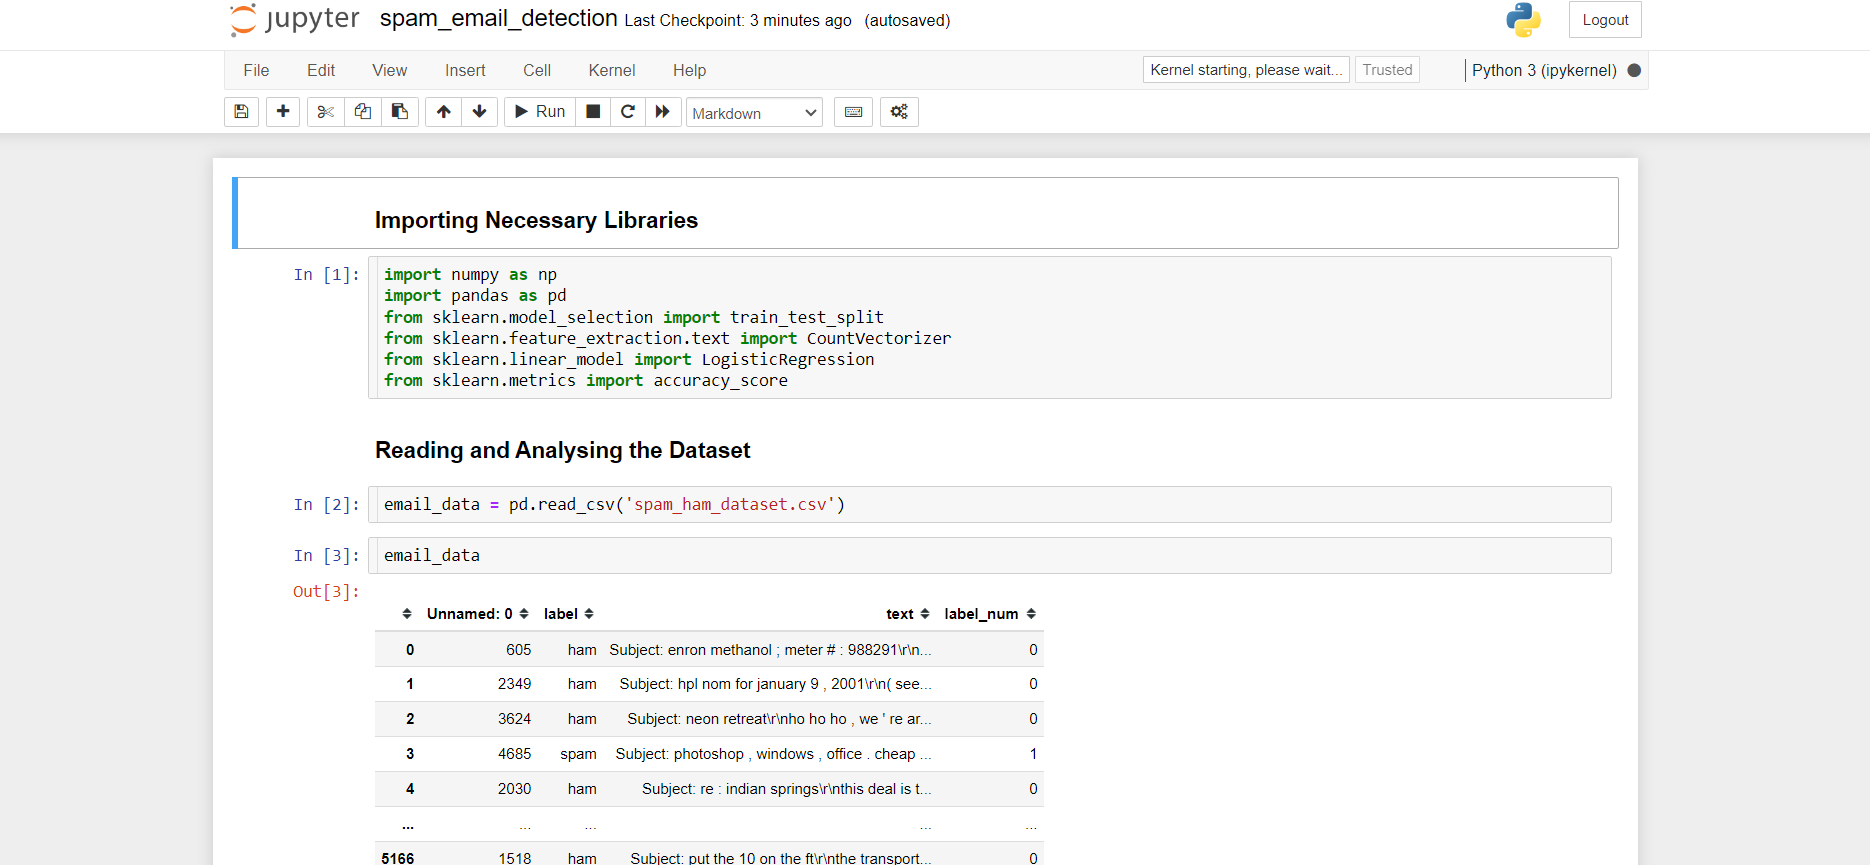 jupyter spam_email_detection Last Checkpoint: 3 minutes ago (autosaved) Logout
File Edit View Insert Cell Kernel Help Kernel starting, please wait... Trusted Python 3 (ipykernel)
Run Markdown
Importing Necessary Libraries
In [1]: import numpy as np
import pandas as pd
from sklearn.model_selection import train_test_split
from sklearn.feature_extraction.text import CountVectorizer
from sklearn.linear_model import LogisticRegression
from sklearn.metrics import accuracy_score
Reading and Analysing the Dataset
In [2]: email_data = pd.read_csv('spam_ham_dataset.csv')
In [3]: email_data
Out[3]:
Unnamed: 0 label text label_num
0 605 ham Subject: enron methanol ; meter # : 988291\r\n... 0
1 2349 ham Subject: hpl nom for january 9 , 2001\r\n( see... 0
2 3624 ham Subject: neon retreat\r\nho ho ho , we ' re ar... 0
3 4685 spam Subject: photoshop , windows , office . cheap ... 1
4 2030 ham Subject: re : indian springs\r\nthis deal is t... 0
... ... ... ... ...
5166 1518 ham Subject: put the 10 on the ft\r\nthe transport... 0